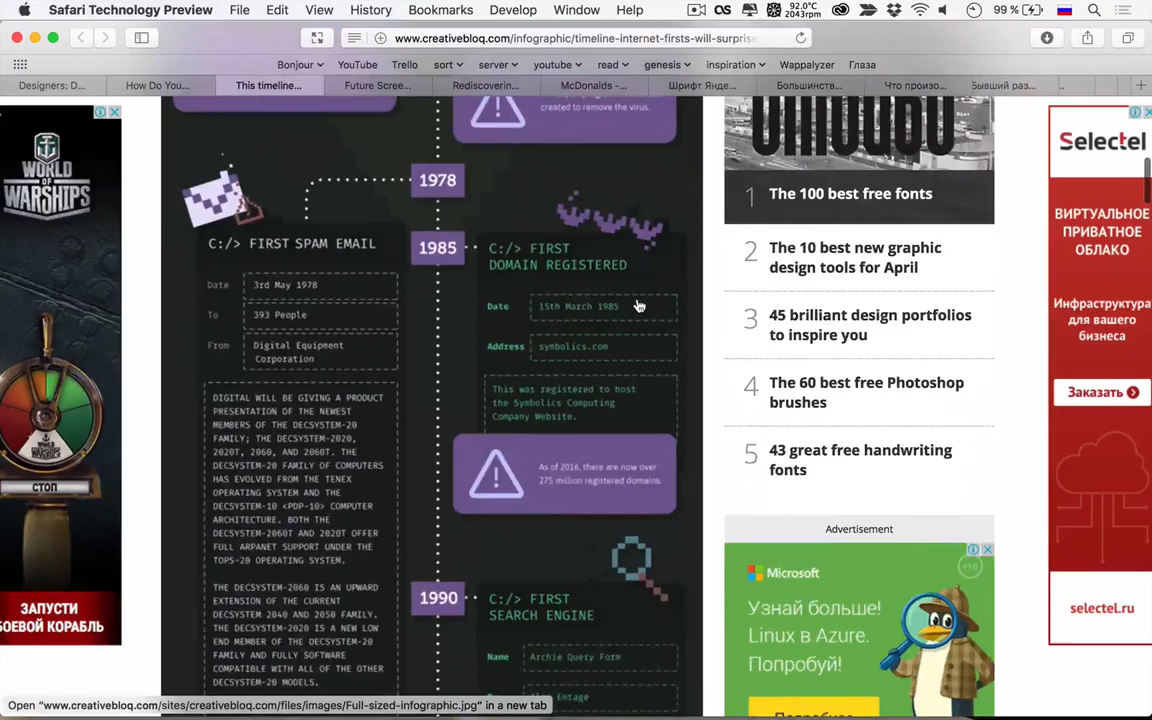 Safari Technology Preview File Edit View History Bookmarks Develop Window Help
OS 92.0°C 2043rpm 99 %
www.creativebloq.com/infographic/timeline-internet-firsts-will-surprise
Bonjour YouTube Trello sort server youtube read genesis inspiration Wappalyzer Глаза
Designers: D... How Do You... This timeline... Future Scree... Rediscoverin... McDonalds -... Шрифт Янде... Большинств... Что произо... Бывший раз...
WORLD
OF
WARSHIPS
СТОП
ЗАПУСТИ
БОЕВОЙ КОРАБЛЬ
created to remove the virus.
1978
C:/> FIRST SPAM EMAIL
Date 3rd May 1978
To 393 People
From Digital Equipment
Corporation
DIGITAL WILL BE GIVING A PRODUCT
PRESENTATION OF THE NEWEST
MEMBERS OF THE DECSYSTEM-20
FAMILY; THE DECSYSTEM-2020,
2020T, 2060, AND 2060T. THE
DECSYSTEM-20 FAMILY OF COMPUTERS
HAS EVOLVED FROM THE TENEX
OPERATING SYSTEM AND THE
DECSYSTEM-10 <PDP-10> COMPUTER
ARCHITECTURE. BOTH THE
DECSYSTEM-2060T AND 2020T OFFER
FULL ARPANET SUPPORT UNDER THE
TOPS-20 OPERATING SYSTEM.
THE DECSYSTEM-2060 IS AN UPWARD
EXTENSION OF THE CURRENT
DECSYSTEM 2040 AND 2050 FAMILY.
THE DECSYSTEM-2020 IS A NEW LOW
END MEMBER OF THE DECSYSTEM-20
FAMILY AND FULLY SOFTWARE
COMPATIBLE WITH ALL OF THE OTHER
DECSYSTEM-20 MODELS.
1985
C:/> FIRST
DOMAIN REGISTERED
Date 15th March 1985
Address symbolics.com
This was registered to host
the Symbolics Computing
Company Website.
As of 2016, there are now over
275 million registered domains.
1990
C:/> FIRST
SEARCH ENGINE
Name Archie Query Form
1 The 100 best free fonts
2 The 10 best new graphic
design tools for April
3 45 brilliant design portfolios
to inspire you
4 The 60 best free Photoshop
brushes
5 43 great free handwriting
fonts
Advertisement
Microsoft
+16
Узнай больше!
Linux в Azure.
Попробуй!
Selectel
ВИРТУАЛЬНОЕ
ПРИВАТНОЕ
ОБЛАКО
Инфраструктура
для вашего
бизнеса
Заказать
selectel.ru
Open "www.creativebloq.com/sites/creativebloq.com/files/images/Full-sized-infographic.jpg" in a new tab